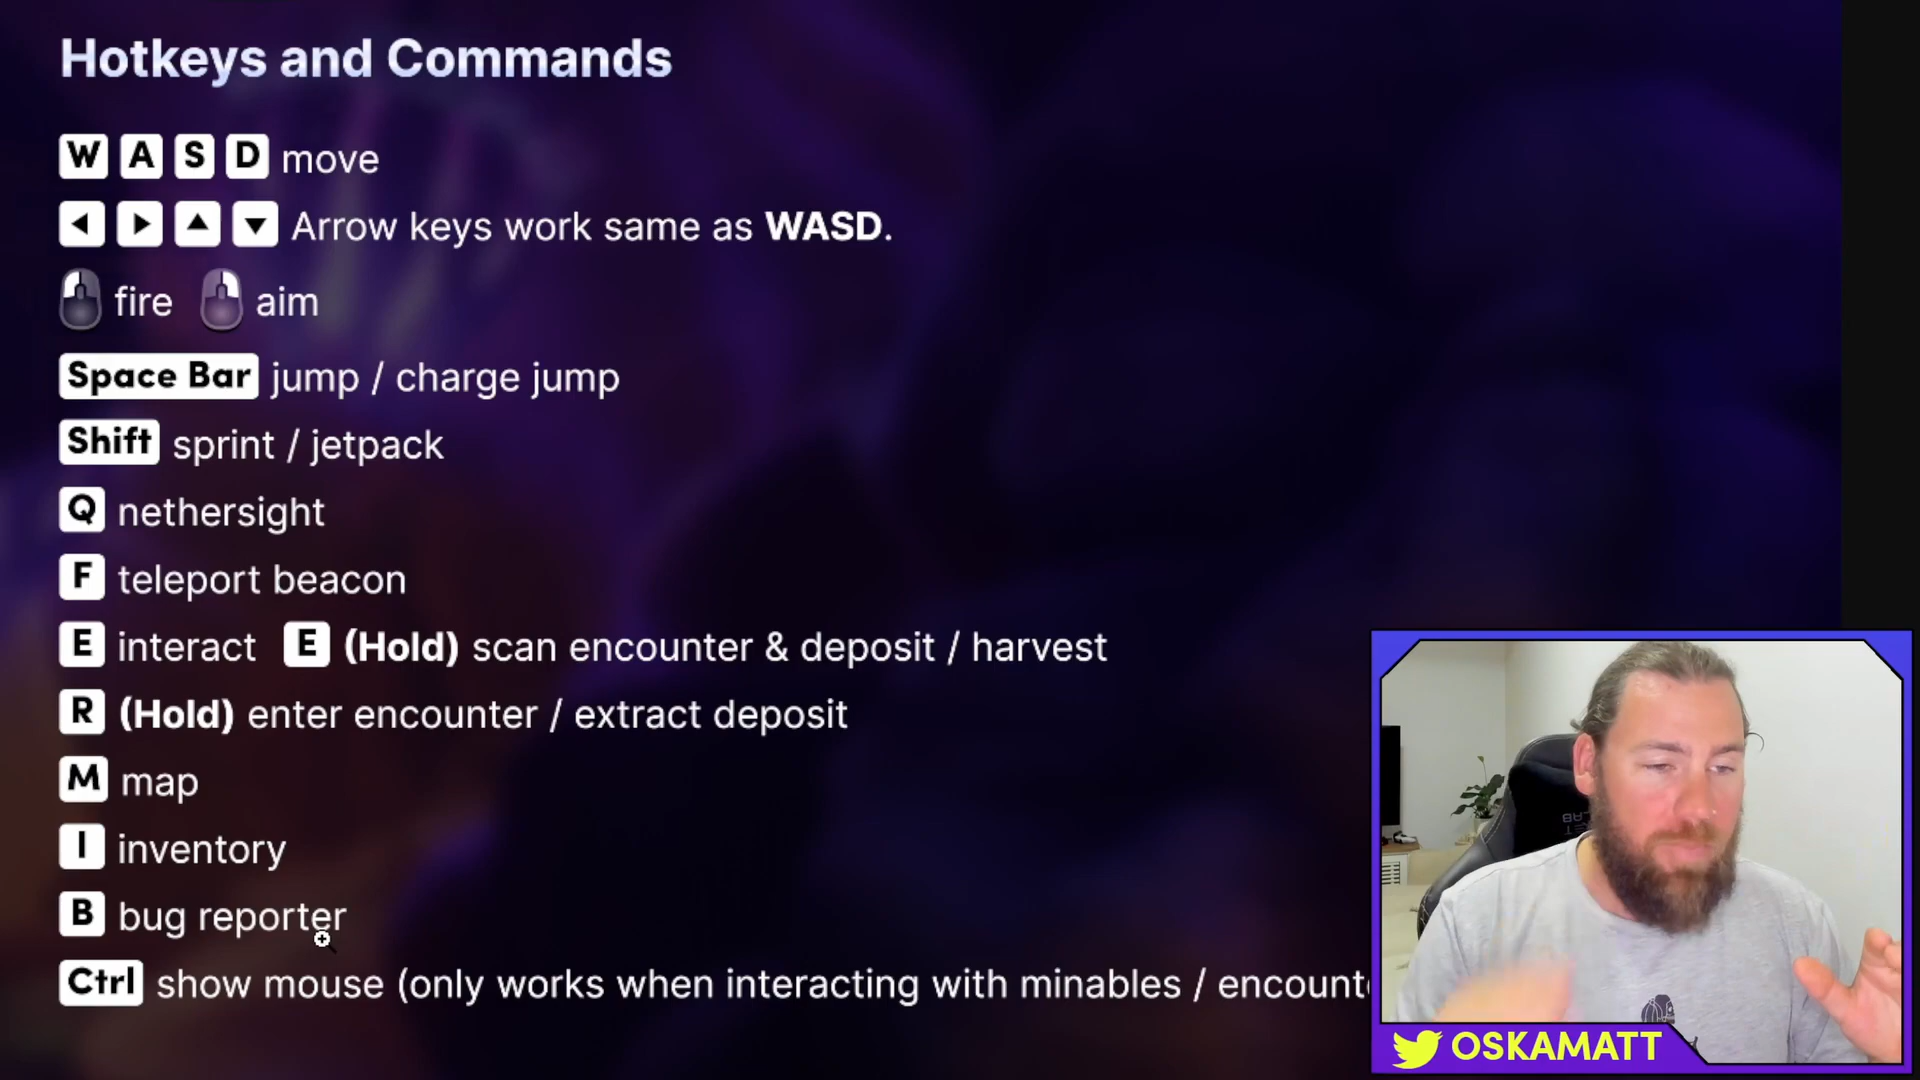 Hotkeys and Commands
W A S D move
Arrow keys work same as WASD.
fire aim
Space Bar jump / charge jump
Shift sprint / jetpack
Q nethersight
F teleport beacon
E interact E (Hold) scan encounter & deposit / harvest
R (Hold) enter encounter / extract deposit
M map
I inventory
B bug reporter
Ctrl show mouse (only works when interacting with minables /
OSKAMATT